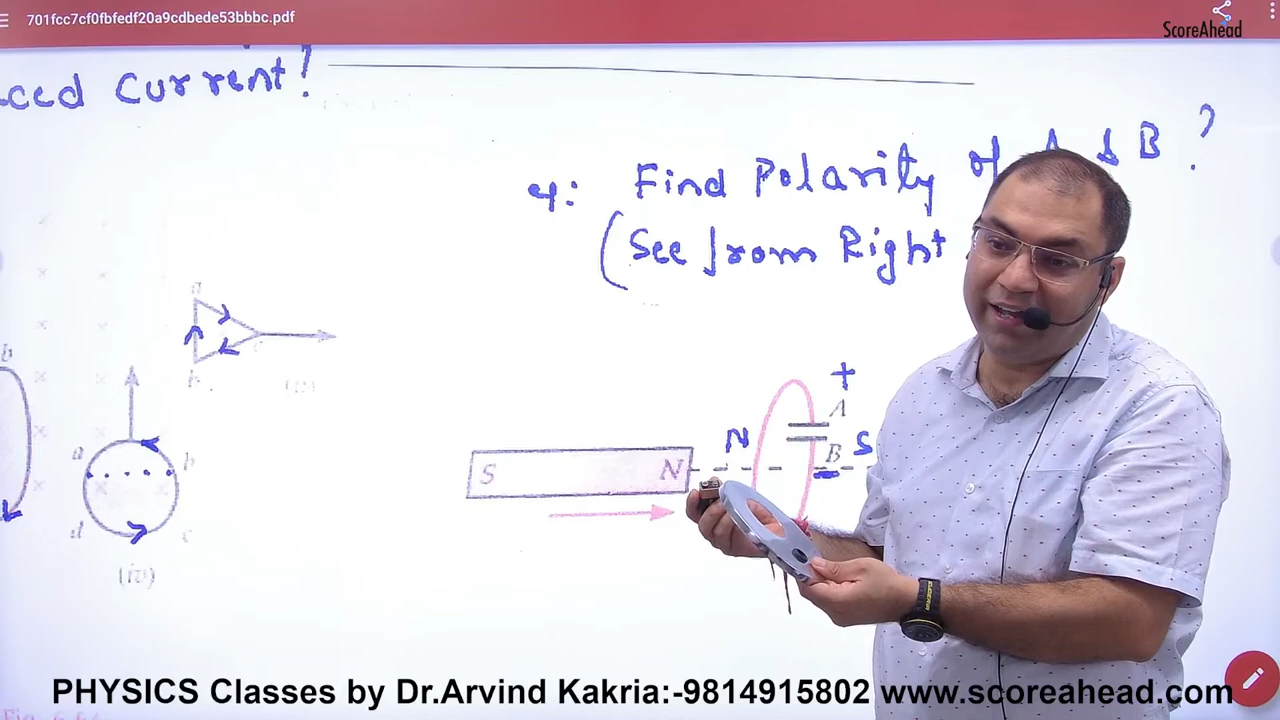 701fcc7cf0fbfedf20a9cdbede53bbbc.pdf
ScoreAhead
Current!
4: Find Polarity of A & B ?
(See from Right
a
b
c
b
a
b
d
c
(iv)
+
A
B
N
S
S
N
PHYSICS Classes by Dr.Arvind Kakria:-9814915802 www.scoreahead.com